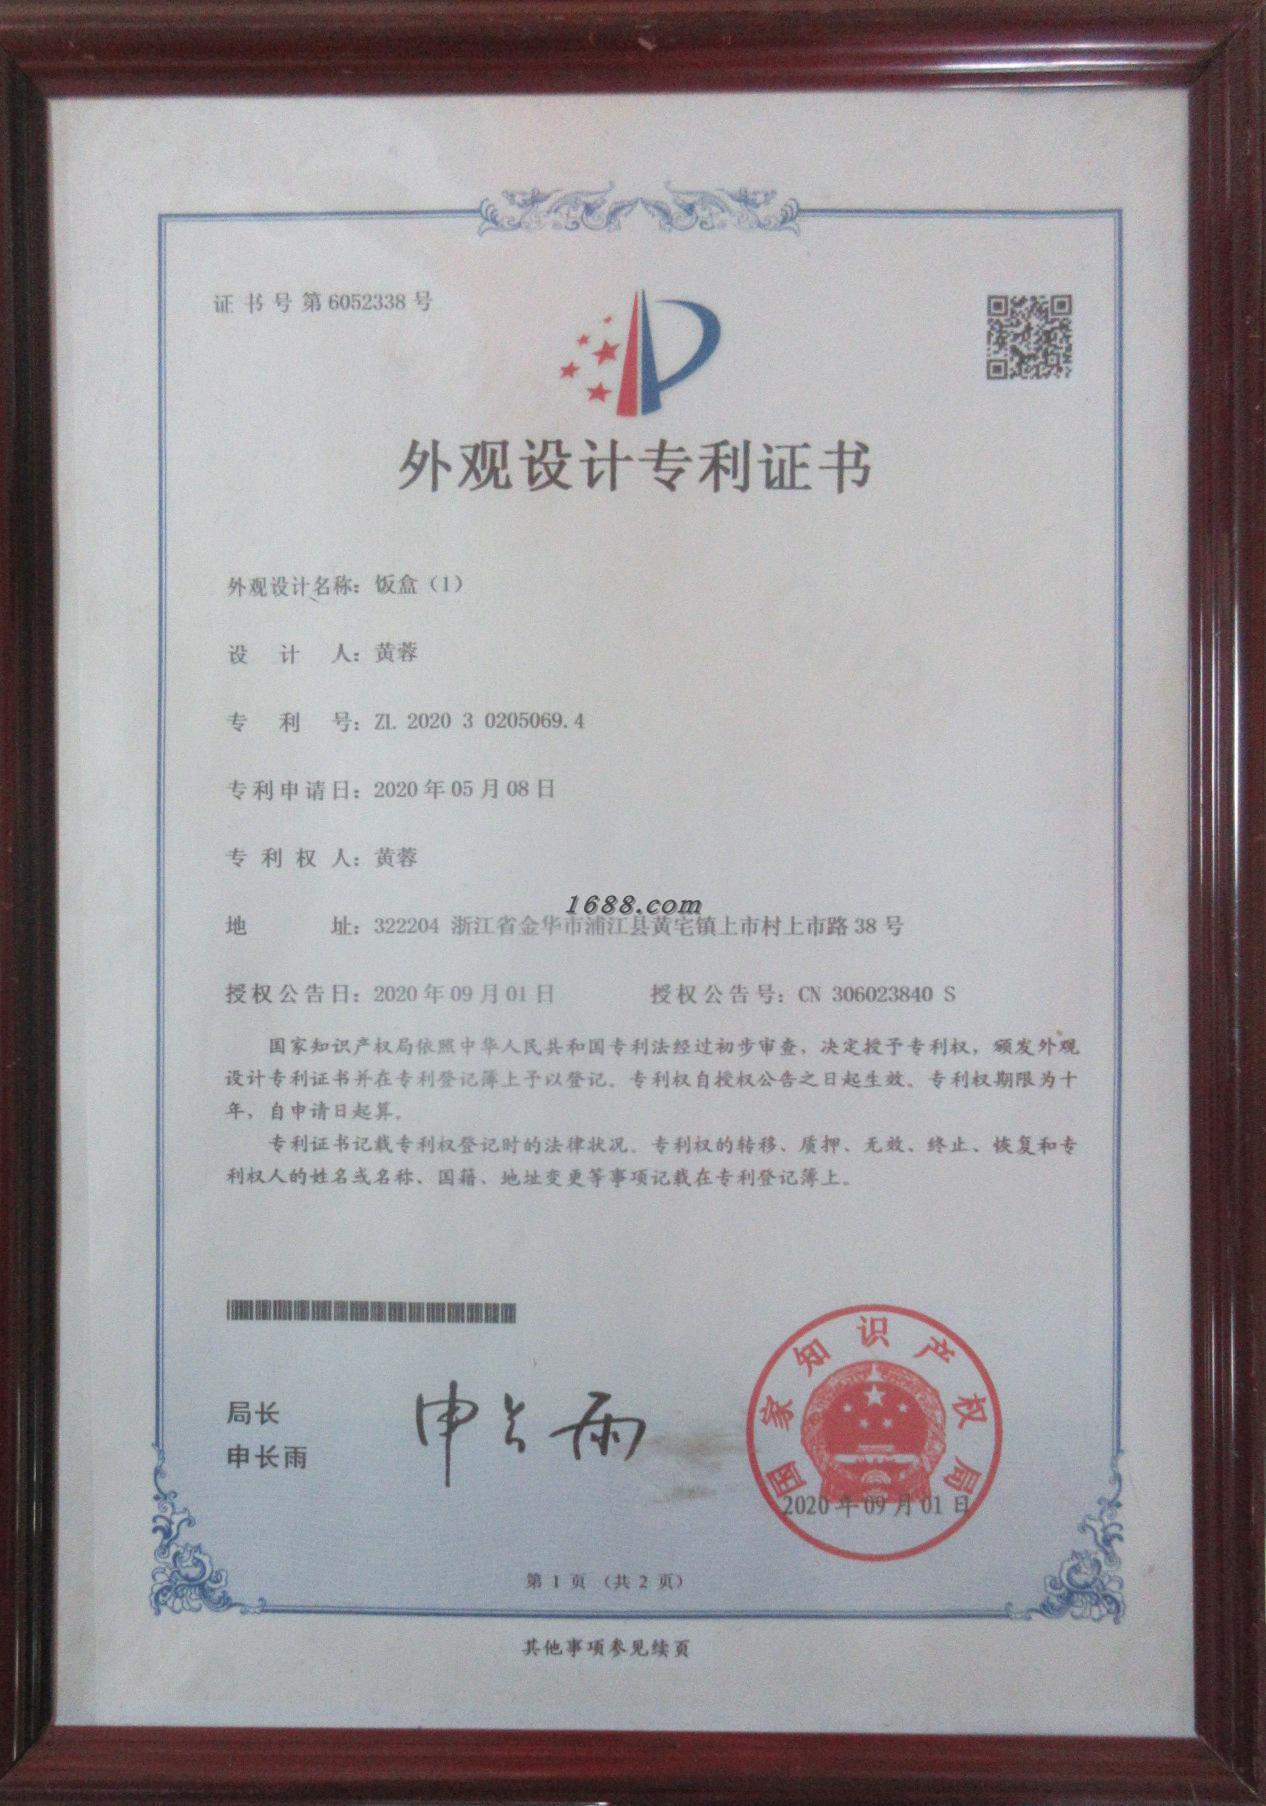 证书号第6052338号
外观设计专利证书
外观设计名称：饭盒（1）
设计人：黄蓉
专利号：ZL 2020 3 0205069.4
专利申请日：2020年05月08日
专利权人：黄蓉
1688.com
地址：322204 浙江省金华市浦江县黄宅镇上市村上市路38号
授权公告日：2020年09月01日 授权公告号：CN 306023840 S
国家知识产权局依照中华人民共和国专利法经过初步审查，决定授予专利权，颁发外观
设计专利证书并在专利登记簿上予以登记。专利权自授权公告之日起生效。专利权期限为十
年，自申请日起算。
专利证书记载专利权登记时的法律状况。专利权的转移、质押、无效、终止、恢复和专
利权人的姓名或名称、国籍、地址变更等事项记载在专利登记簿上。
局长
申长雨
申长雨
国家知识产权局
2020年09月01日
第 1 页 （共 2 页）
其他事项参见续页